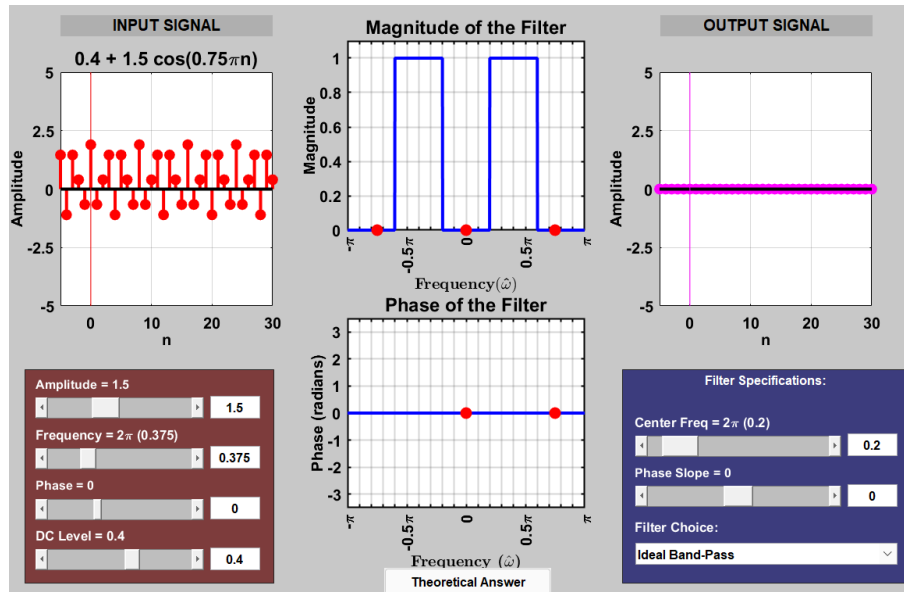 INPUT SIGNAL
0.4 + 1.5 cos(0.75πn)
5
2.5
0
-2.5
-5
Amplitude
0 10 20 30
n
Magnitude of the Filter
1
0.8
0.6
0.4
0.2
0
Magnitude
-π -0.5π 0 0.5π π
Frequency(ω̂)
Phase of the Filter
3
2
1
0
-1
-2
-3
Phase (radians)
-π -0.5π 0 0.5π π
Frequency (ω̂)
Theoretical Answer
OUTPUT SIGNAL
5
2.5
0
-2.5
-5
Amplitude
0 10 20 30
n
Amplitude = 1.5
1.5
Frequency = 2π (0.375)
0.375
Phase = 0
0
DC Level = 0.4
0.4
Filter Specifications:
Center Freq = 2π (0.2)
0.2
Phase Slope = 0
0
Filter Choice:
Ideal Band-Pass